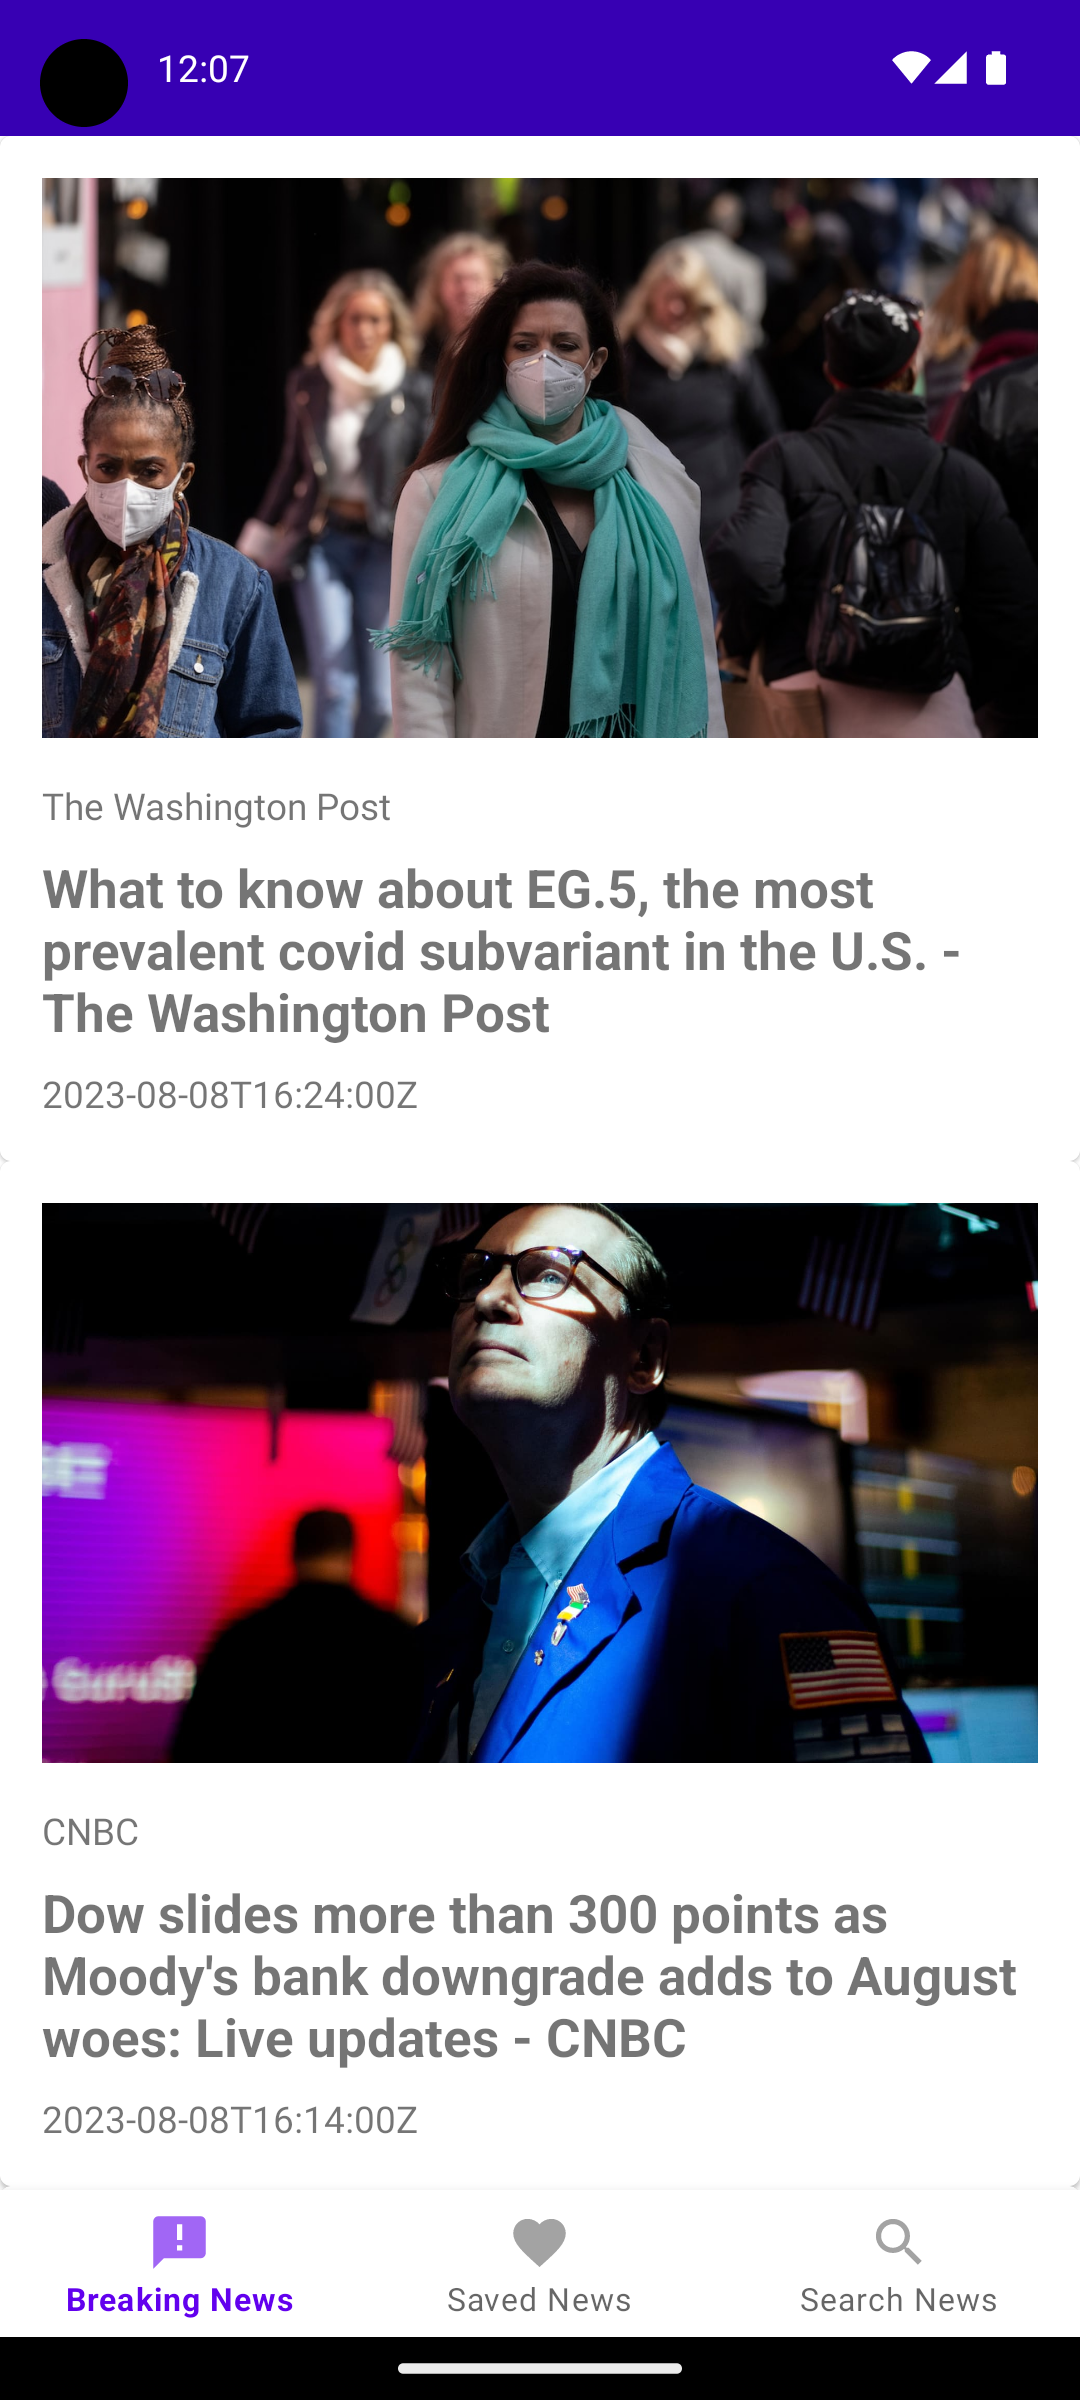 12:07
The Washington Post
What to know about EG.5, the most
prevalent covid subvariant in the U.S. -
The Washington Post
2023-08-08T16:24:00Z
CNBC
Dow slides more than 300 points as
Moody's bank downgrade adds to August
woes: Live updates - CNBC
2023-08-08T16:14:00Z
Breaking News
Saved News
Search News